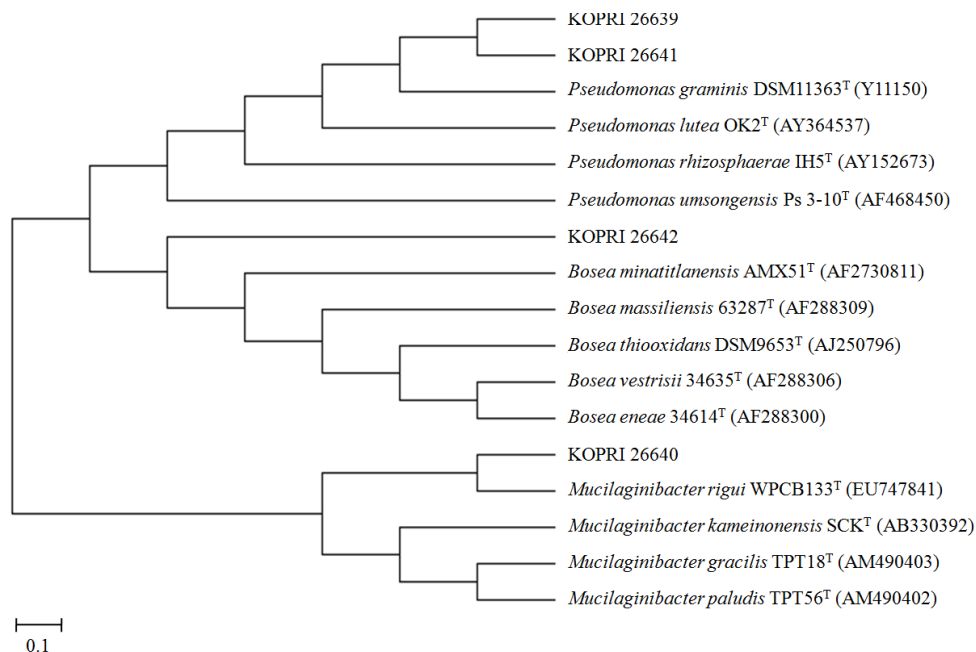 KOPRI 26639
KOPRI 26641
Pseudomonas graminis DSM11363ᵀ (Y11150)
Pseudomonas lutea OK2ᵀ (AY364537)
Pseudomonas rhizosphaerae IH5ᵀ (AY152673)
Pseudomonas umsongensis Ps 3-10ᵀ (AF468450)
KOPRI 26642
Bosea minatitlanensis AMX51ᵀ (AF2730811)
Bosea massiliensis 63287ᵀ (AF288309)
Bosea thiooxidans DSM9653ᵀ (AJ250796)
Bosea vestrisii 34635ᵀ (AF288306)
Bosea eneae 34614ᵀ (AF288300)
KOPRI 26640
Mucilaginibacter rigui WPCB133ᵀ (EU747841)
Mucilaginibacter kameinonensis SCKᵀ (AB330392)
Mucilaginibacter gracilis TPT18ᵀ (AM490403)
Mucilaginibacter paludis TPT56ᵀ (AM490402)
0.1